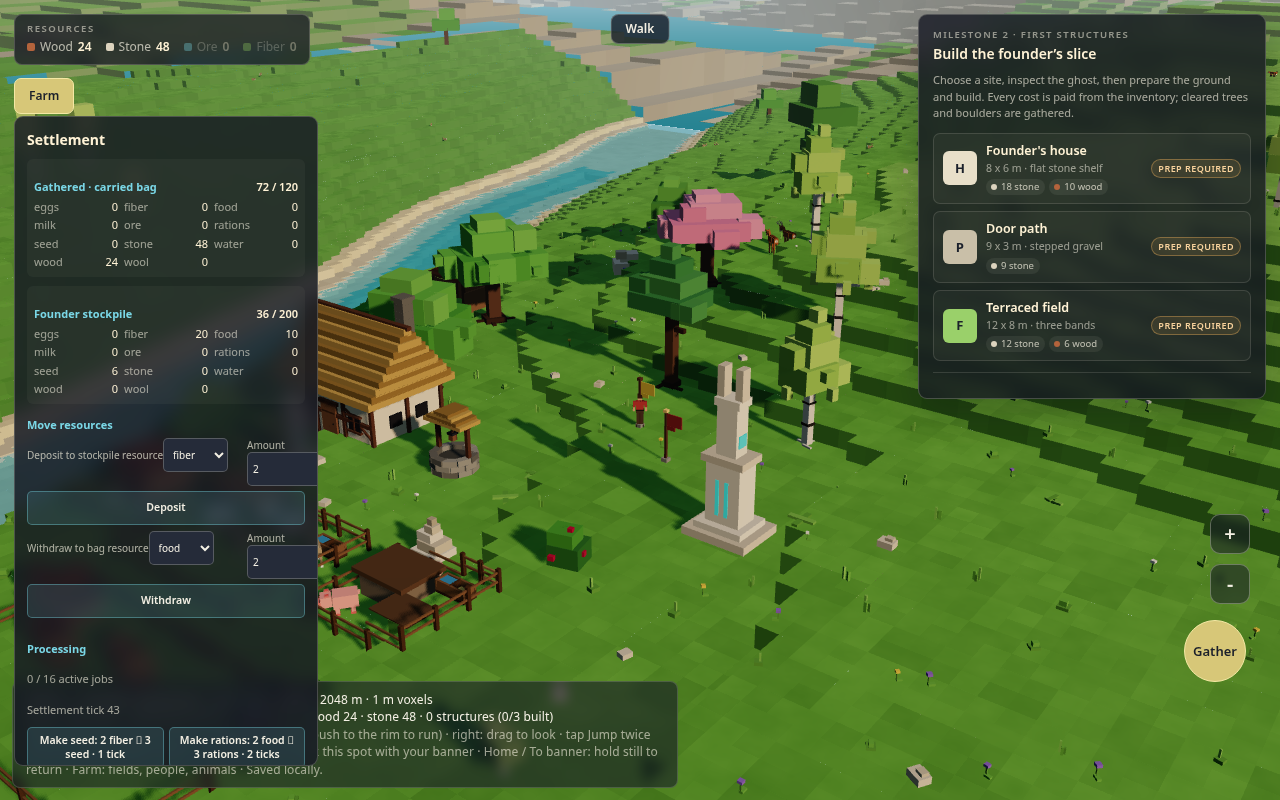 RESOURCES
Wood 24 Stone 48 Ore 0 Fiber 0
Farm
Settlement
Gathered · carried bag 72 / 120
eggs 0 fiber 0 food 0
milk 0 ore 0 rations 0
seed 0 stone 48 water 0
wood 24 wool 0
Founder stockpile 36 / 200
eggs 0 fiber 20 food 10
milk 0 ore 0 rations 0
seed 6 stone 0 water 0
wood 0 wool 0
Move resources
Deposit to stockpile resource fiber Amount 2
Deposit
Withdraw to bag resource food Amount 2
Withdraw
Processing
0 / 16 active jobs
Settlement tick 43
Make seed: 2 fiber 3
seed · 1 tick
Make rations: 2 food
3 rations · 2 ticks
Walk
MILESTONE 2 · FIRST STRUCTURES
Build the founder's slice
Choose a site, inspect the ghost, then prepare the ground
and build. Every cost is paid from the inventory; cleared trees
and boulders are gathered.
H
Founder's house
8 x 6 m · flat stone shelf
18 stone 10 wood
PREP REQUIRED
P
Door path
9 x 3 m · stepped gravel
9 stone
PREP REQUIRED
F
Terraced field
12 x 8 m · three bands
12 stone 6 wood
PREP REQUIRED
+
-
Gather
2048 m · 1 m voxels
ood 24 · stone 48 · 0 structures (0/3 built)
ush to the rim to run) · right: drag to look · tap Jump twice
this spot with your banner · Home / To banner: hold still to
return · Farm: fields, people, animals · Saved locally.